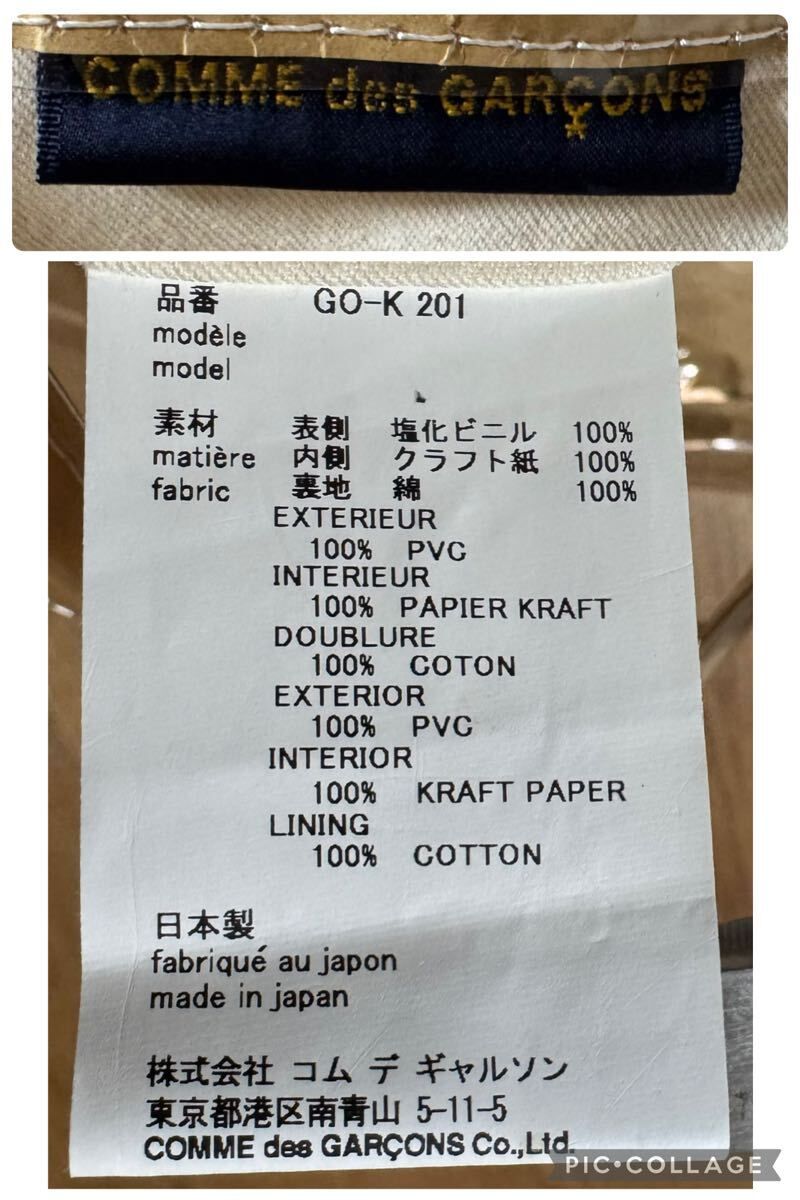 COMME des GARÇONS
品番 GO-K 201
modèle
model
素材 表側 塩化ビニル 100%
matière 内側 クラフト紙 100%
fabric 裏地 綿 100%
EXTERIEUR
100% PVC
INTERIEUR
100% PAPIER KRAFT
DOUBLURE
100% COTON
EXTERIOR
100% PVC
INTERIOR
100% KRAFT PAPER
LINING
100% COTTON
日本製
fabriqué au japon
made in japan
株式会社 コム デ ギャルソン
東京都港区南青山 5-11-5
COMME des GARÇONS Co.,Ltd.
PIC•COLLAGE